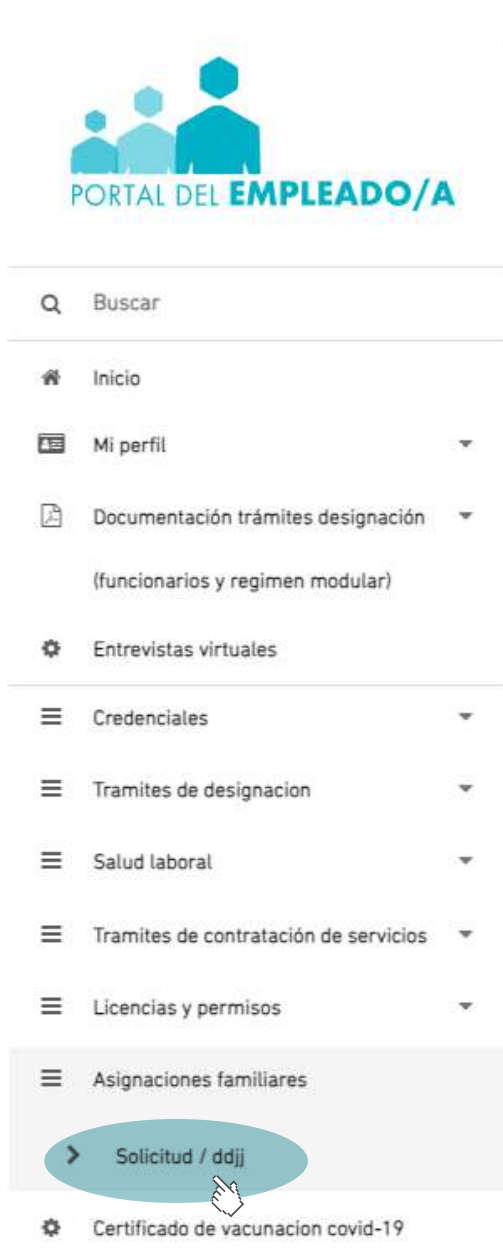 PORTAL DEL EMPLEADO/A
Buscar
Inicio
Mi perfil
Documentación trámites designación
(funcionarios y regimen modular)
Entrevistas virtuales
Credenciales
Tramites de designacion
Salud laboral
Tramites de contratación de servicios
Licencias y permisos
Asignaciones familiares
Solicitud / ddjj
Certificado de vacunacion covid-19